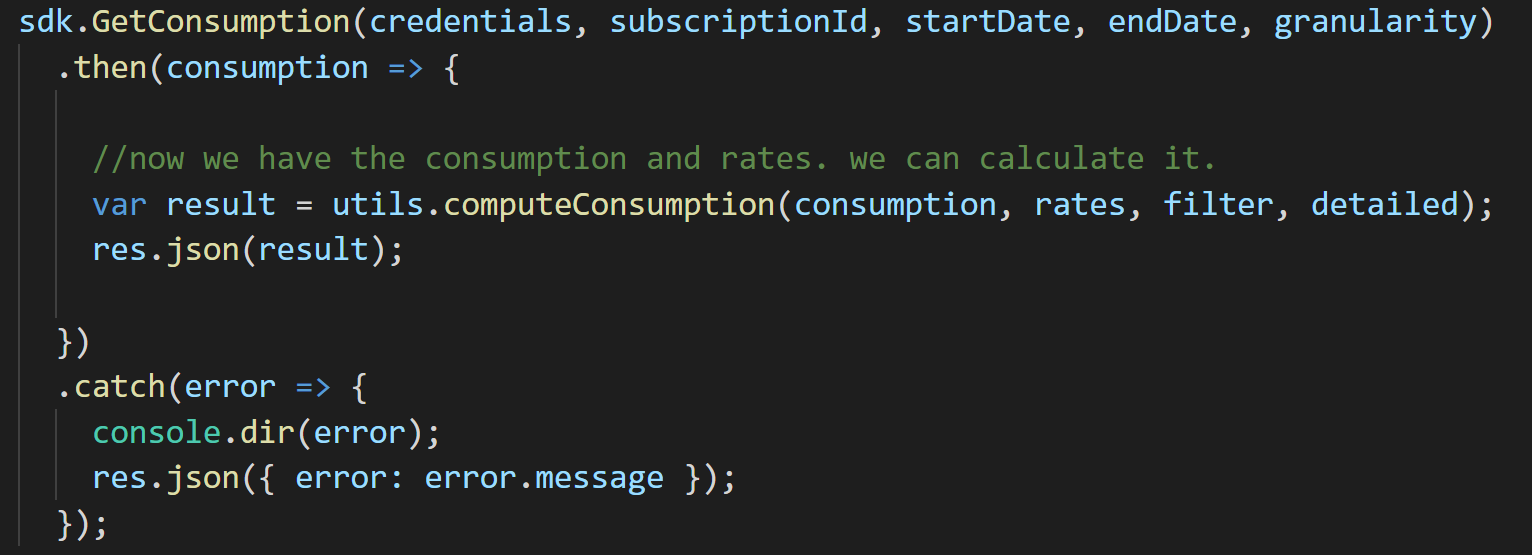 sdk.GetConsumption(credentials, subscriptionId, startDate, endDate, granularity)
.then(consumption => {
//now we have the consumption and rates. we can calculate it.
var result = utils.computeConsumption(consumption, rates, filter, detailed);
res.json(result);
})
.catch(error => {
console.dir(error);
res.json({ error: error.message });
});